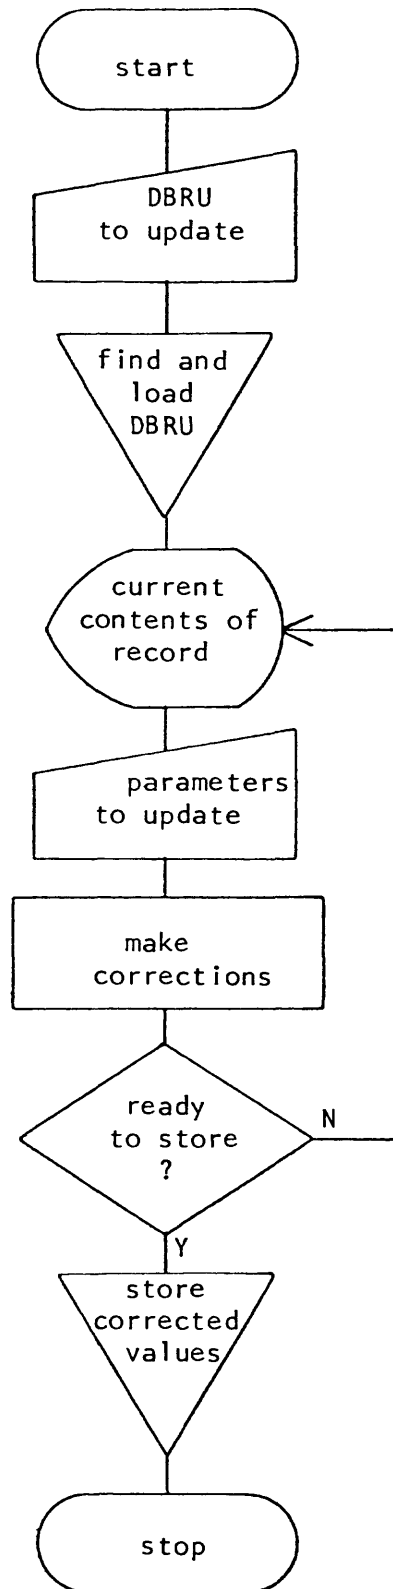 start
DBRU
to update
find and
load
DBRU
current
contents of
record
parameters
to update
make
corrections
ready
to store
?
N
Y
store
corrected
values
stop